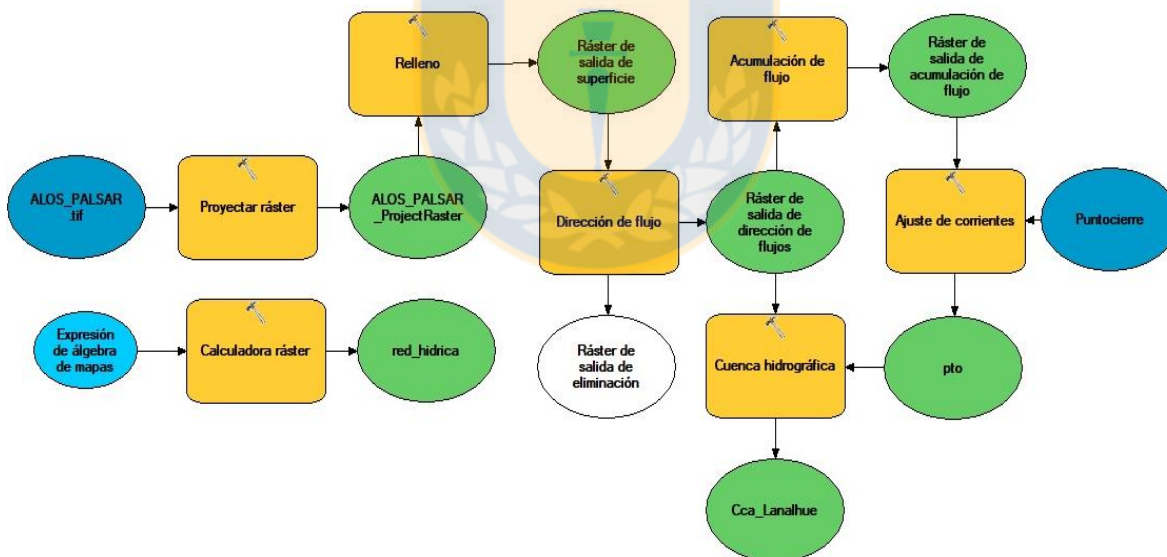 Relleno
Ráster de
salida de
superficie
Acumulación de
flujo
Ráster de
salida de
acumulación de
flujo
ALOS_PALSAR
.tif
Proyectar ráster
ALOS_PALSAR
_ProjectRaster
Dirección de flujo
Ráster de
salida de
dirección de
flujos
Ajuste de corrientes
Puntocierre
Expresión
de álgebra
de mapas
Calculadora ráster
red_hidrica
Ráster de
salida de
eliminación
Cuenca hidrográfica
pto
Cca_Lanalhue